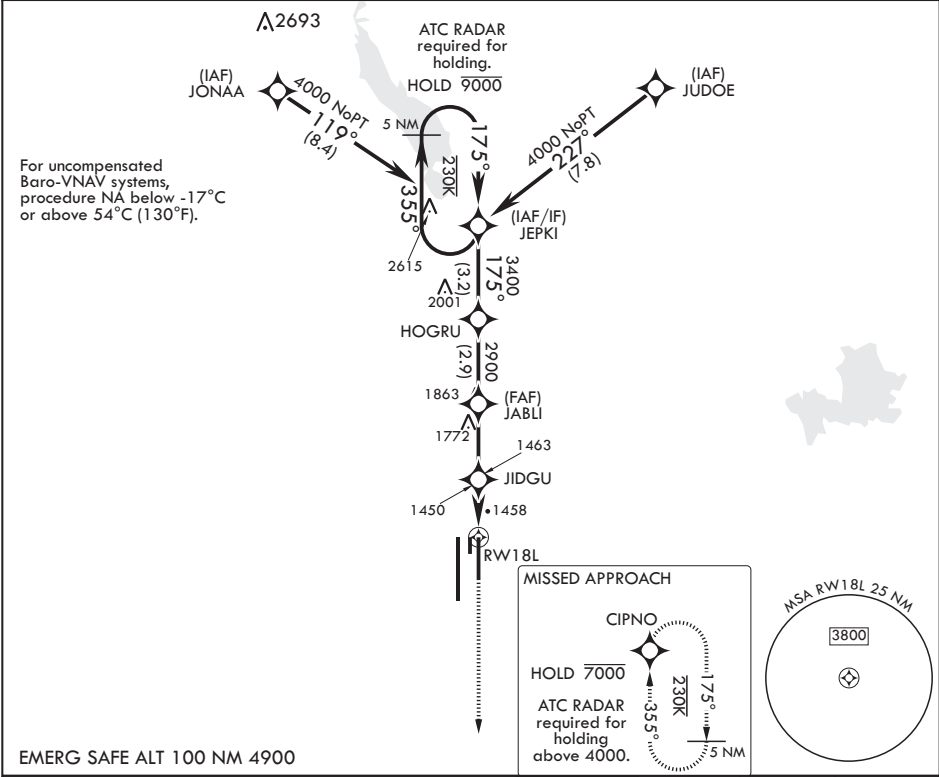 2693
ATC RADAR
required for
holding.
HOLD 9000
(IAF)
JONAA
4000 NoPT
119°
(8.4)
5 NM
175°
230K
355°
(IAF)
JUDOE
4000 NoPT
227°
(7.8)
For uncompensated
Baro-VNAV systems,
procedure NA below -17°C
or above 54°C (130°F).
(IAF/IF)
JEPKI
2615
3400
175°
(3.2)
2001
HOGRU
2900
(2.9)
1863
(FAF)
JABLI
1772
1463
JIDGU
1450
1458
RW18L
MISSED APPROACH
CIPNO
HOLD 7000
230K
175°
355°
5 NM
ATC RADAR
required for
holding
above 4000.
MSA RW18L 25 NM
3800
EMERG SAFE ALT 100 NM 4900